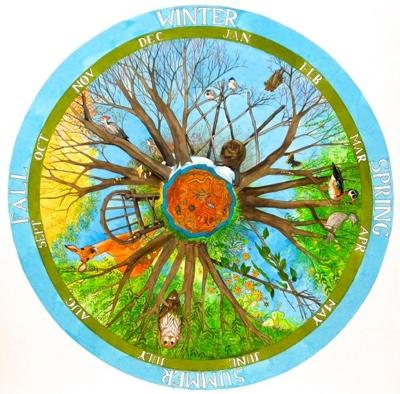 WINTER
DEC
JAN
FEB
MAR
SPRING
APR
MAY
JUNE
SUMMER
JULY
AUG
SEPT
FALL
OCT
NOV